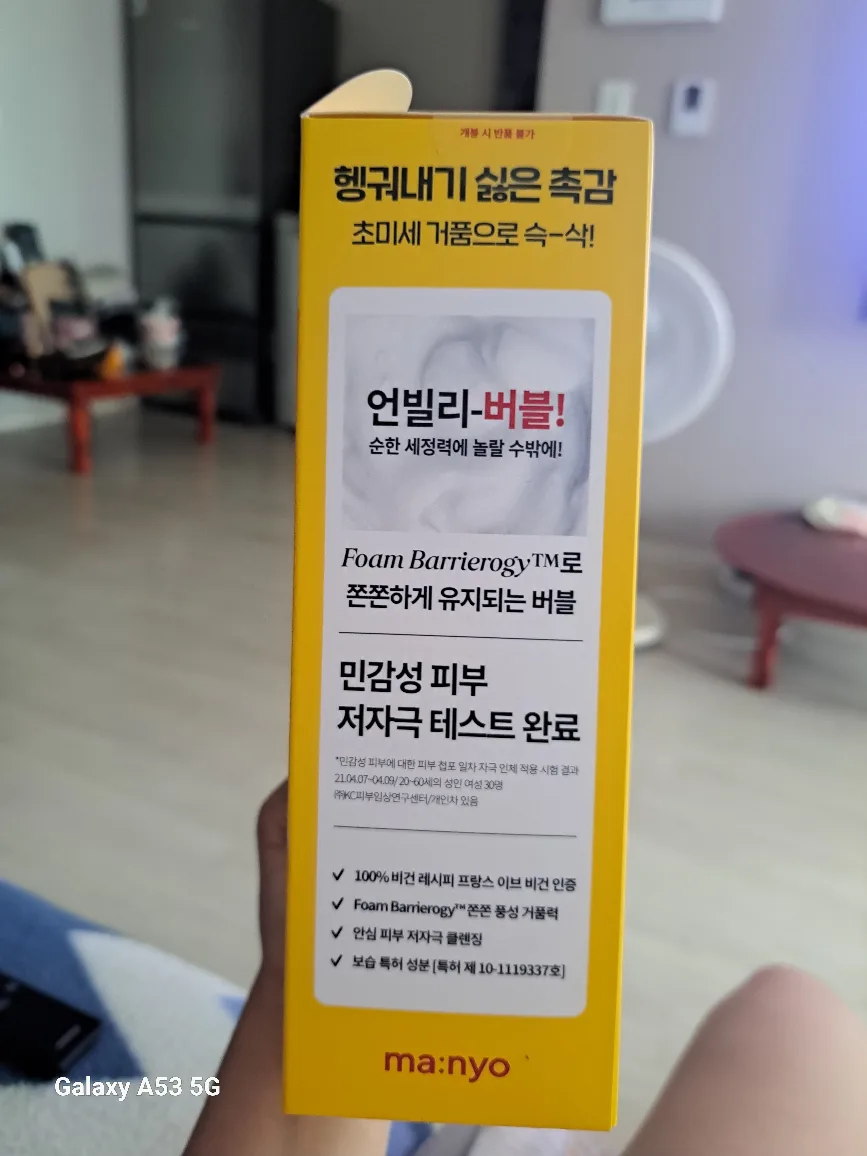 개봉 시 반품 불가
헹궈내기 싫은 촉감
초미세 거품으로 슥-삭!
언빌리-버블!
순한 세정력에 놀랄 수밖에!
Foam Barrierogy™로
쫀쫀하게 유지되는 버블
민감성 피부
저자극 테스트 완료
*민감성 피부에 대한 피부 첩포 일차 자극 인체 적용 시험 결과
21.04.07~04.09/ 20~60세의 성인 여성 30명
㈜KC피부임상연구센터/개인차 있음
✓ 100% 비건 레시피 프랑스 이브 비건 인증
✓ Foam Barrierogy™ 쫀쫀 풍성 거품력
✓ 안심 피부 저자극 클렌징
✓ 보습 특허 성분 [특허 제 10-1119337호]
ma:nyo
Galaxy A53 5G